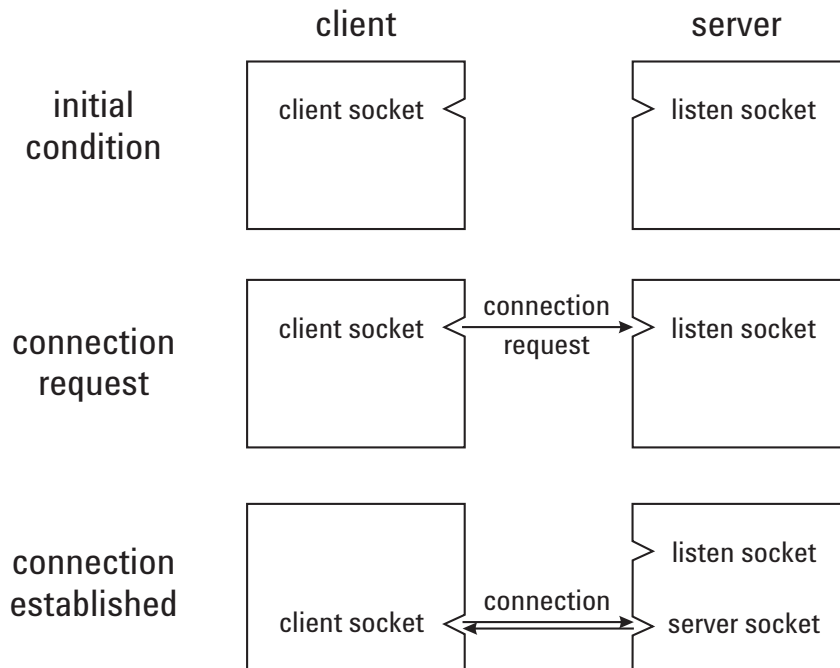 client
server
initial
condition
client socket
listen socket
connection
request
client socket
connection
request
listen socket
connection
established
listen socket
client socket
connection
server socket